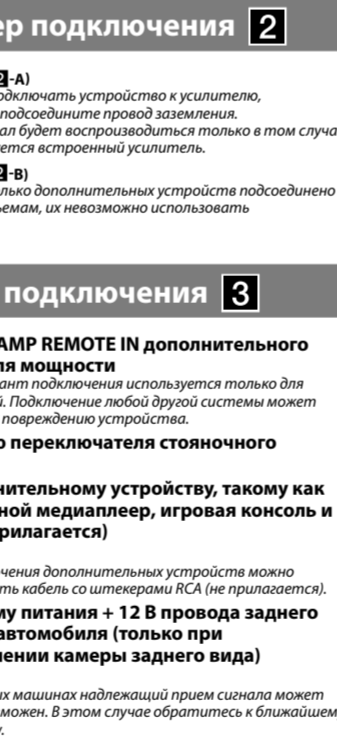 ер подключения 2
2-A)
одключать устройство к усилителю,
подсоедините провод заземления.
ал будет воспроизводиться только в том случа
ется встроенный усилитель.
2-B)
лько дополнительных устройств подсоединено
ъемам, их невозможно использовать
подключения 3
AMP REMOTE IN дополнительного
ля мощности
ант подключения используется только для
й. Подключение любой другой системы может
повреждению устройства.
о переключателя стояночного
нительному устройству, такому как
ной медиаплеер, игровая консоль и
рилагается)
чения дополнительных устройств можно
ть кабель со штекерами RCA (не прилагается).
му питания + 12 В провода заднего
автомобиля (только при
чении камеры заднего вида)
ых машинах надлежащий прием сигнала может
можен. В этом случае обратитесь к ближайшем
у.